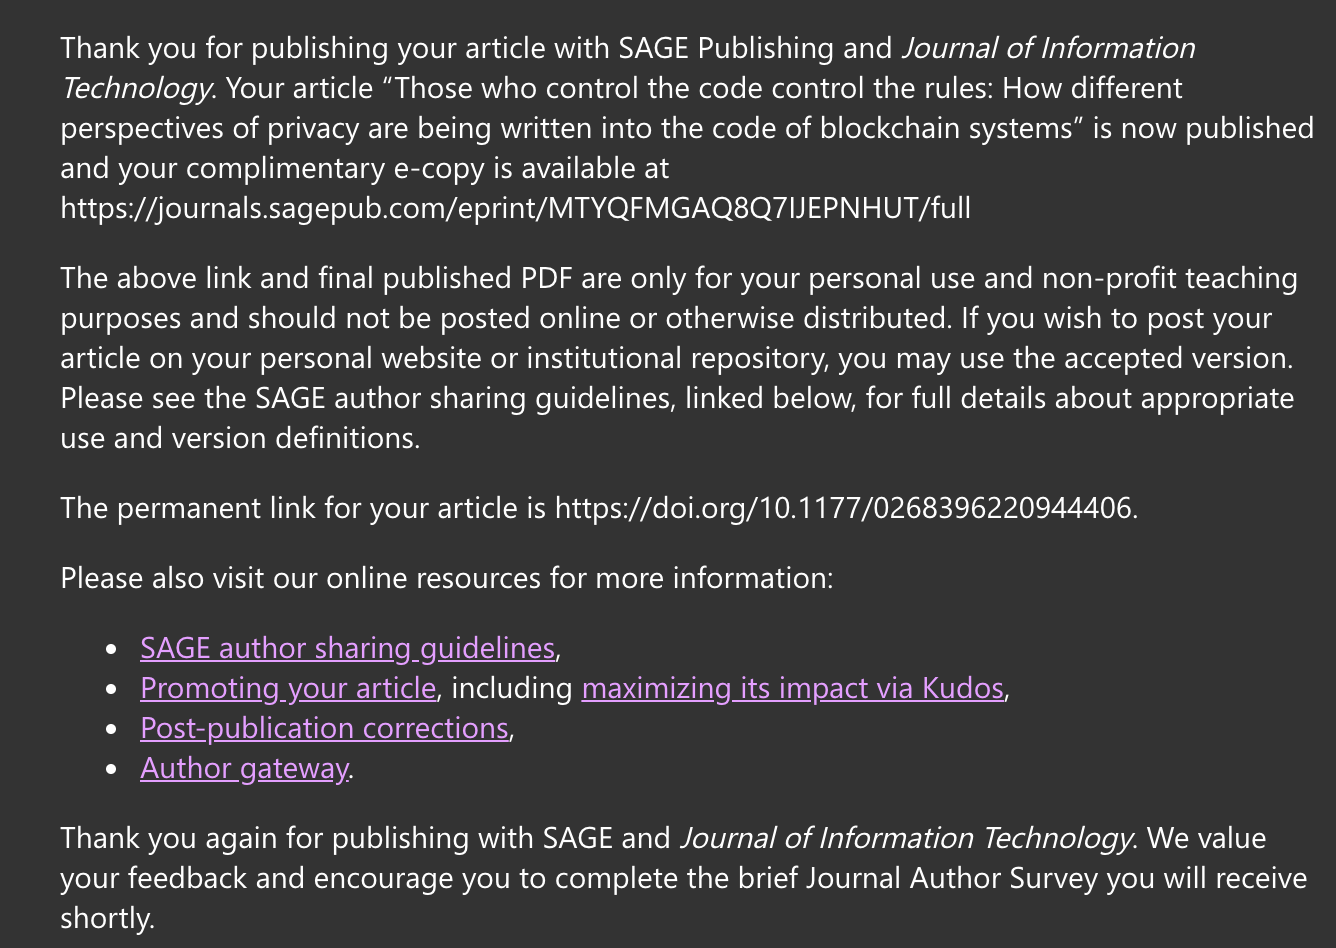 Thank you for publishing your article with SAGE Publishing and Journal of Information
Technology. Your article “Those who control the code control the rules: How different
perspectives of privacy are being written into the code of blockchain systems” is now published
and your complimentary e-copy is available at
https://journals.sagepub.com/eprint/MTYQFMGAQ8Q7IJEPNHUT/full
The above link and final published PDF are only for your personal use and non-profit teaching
purposes and should not be posted online or otherwise distributed. If you wish to post your
article on your personal website or institutional repository, you may use the accepted version.
Please see the SAGE author sharing guidelines, linked below, for full details about appropriate
use and version definitions.
The permanent link for your article is https://doi.org/10.1177/0268396220944406.
Please also visit our online resources for more information:
• SAGE author sharing guidelines,
• Promoting your article, including maximizing its impact via Kudos,
• Post-publication corrections,
• Author gateway.
Thank you again for publishing with SAGE and Journal of Information Technology. We value
your feedback and encourage you to complete the brief Journal Author Survey you will receive
shortly.